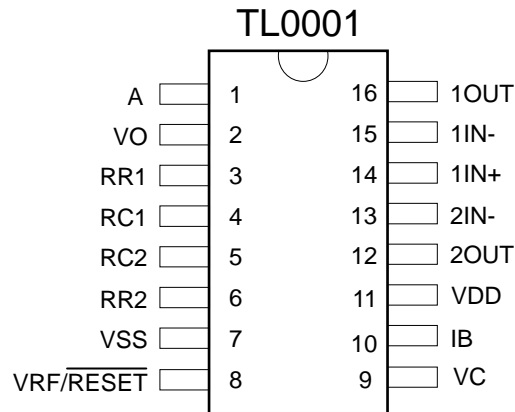 TL0001
A 1 16 1OUT
VO 2 15 1IN-
RR1 3 14 1IN+
RC1 4 13 2IN-
RC2 5 12 2OUT
RR2 6 11 VDD
VSS 7 10 IB
VRF/R̅E̅S̅E̅T̅ 8 9 VC